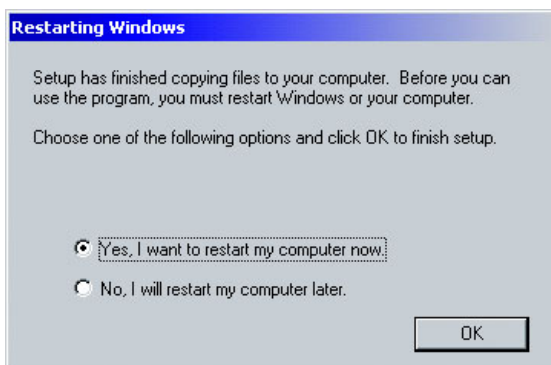 Restarting Windows
Setup has finished copying files to your computer.  Before you can
use the program, you must restart Windows or your computer.
Choose one of the following options and click OK to finish setup.
Yes, I want to restart my computer now.
No, I will restart my computer later.
OK